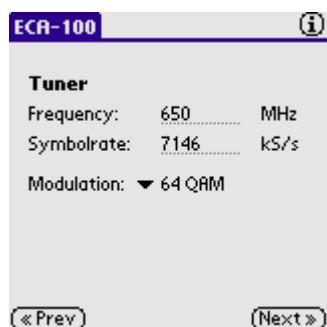 ECA-100 i
Tuner
Frequency: 650 MHz
Symbolrate: 7146 kS/s
Modulation: 64 QAM
« Prev Next »